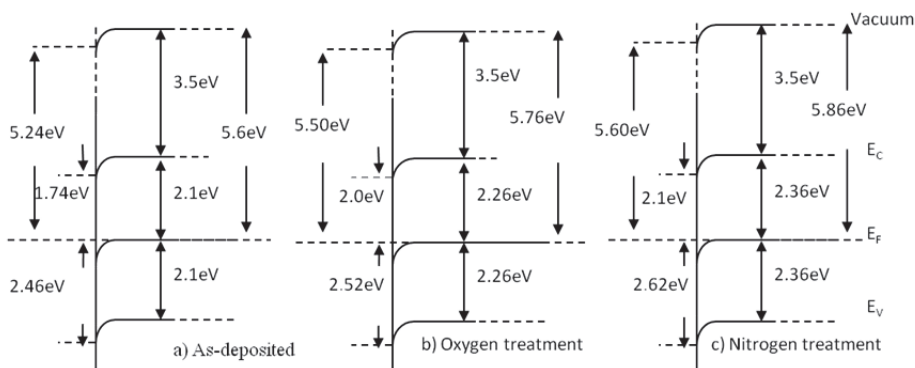 Vacuum
3.5eV
5.24eV
5.6eV
1.74eV
2.1eV
2.46eV
2.1eV
a) As-deposited
3.5eV
5.50eV
5.76eV
2.0eV
2.26eV
2.52eV
2.26eV
b) Oxygen treatment
3.5eV
5.60eV
5.86eV
E_C
2.1eV
2.36eV
E_F
2.62eV
2.36eV
E_V
c) Nitrogen treatment